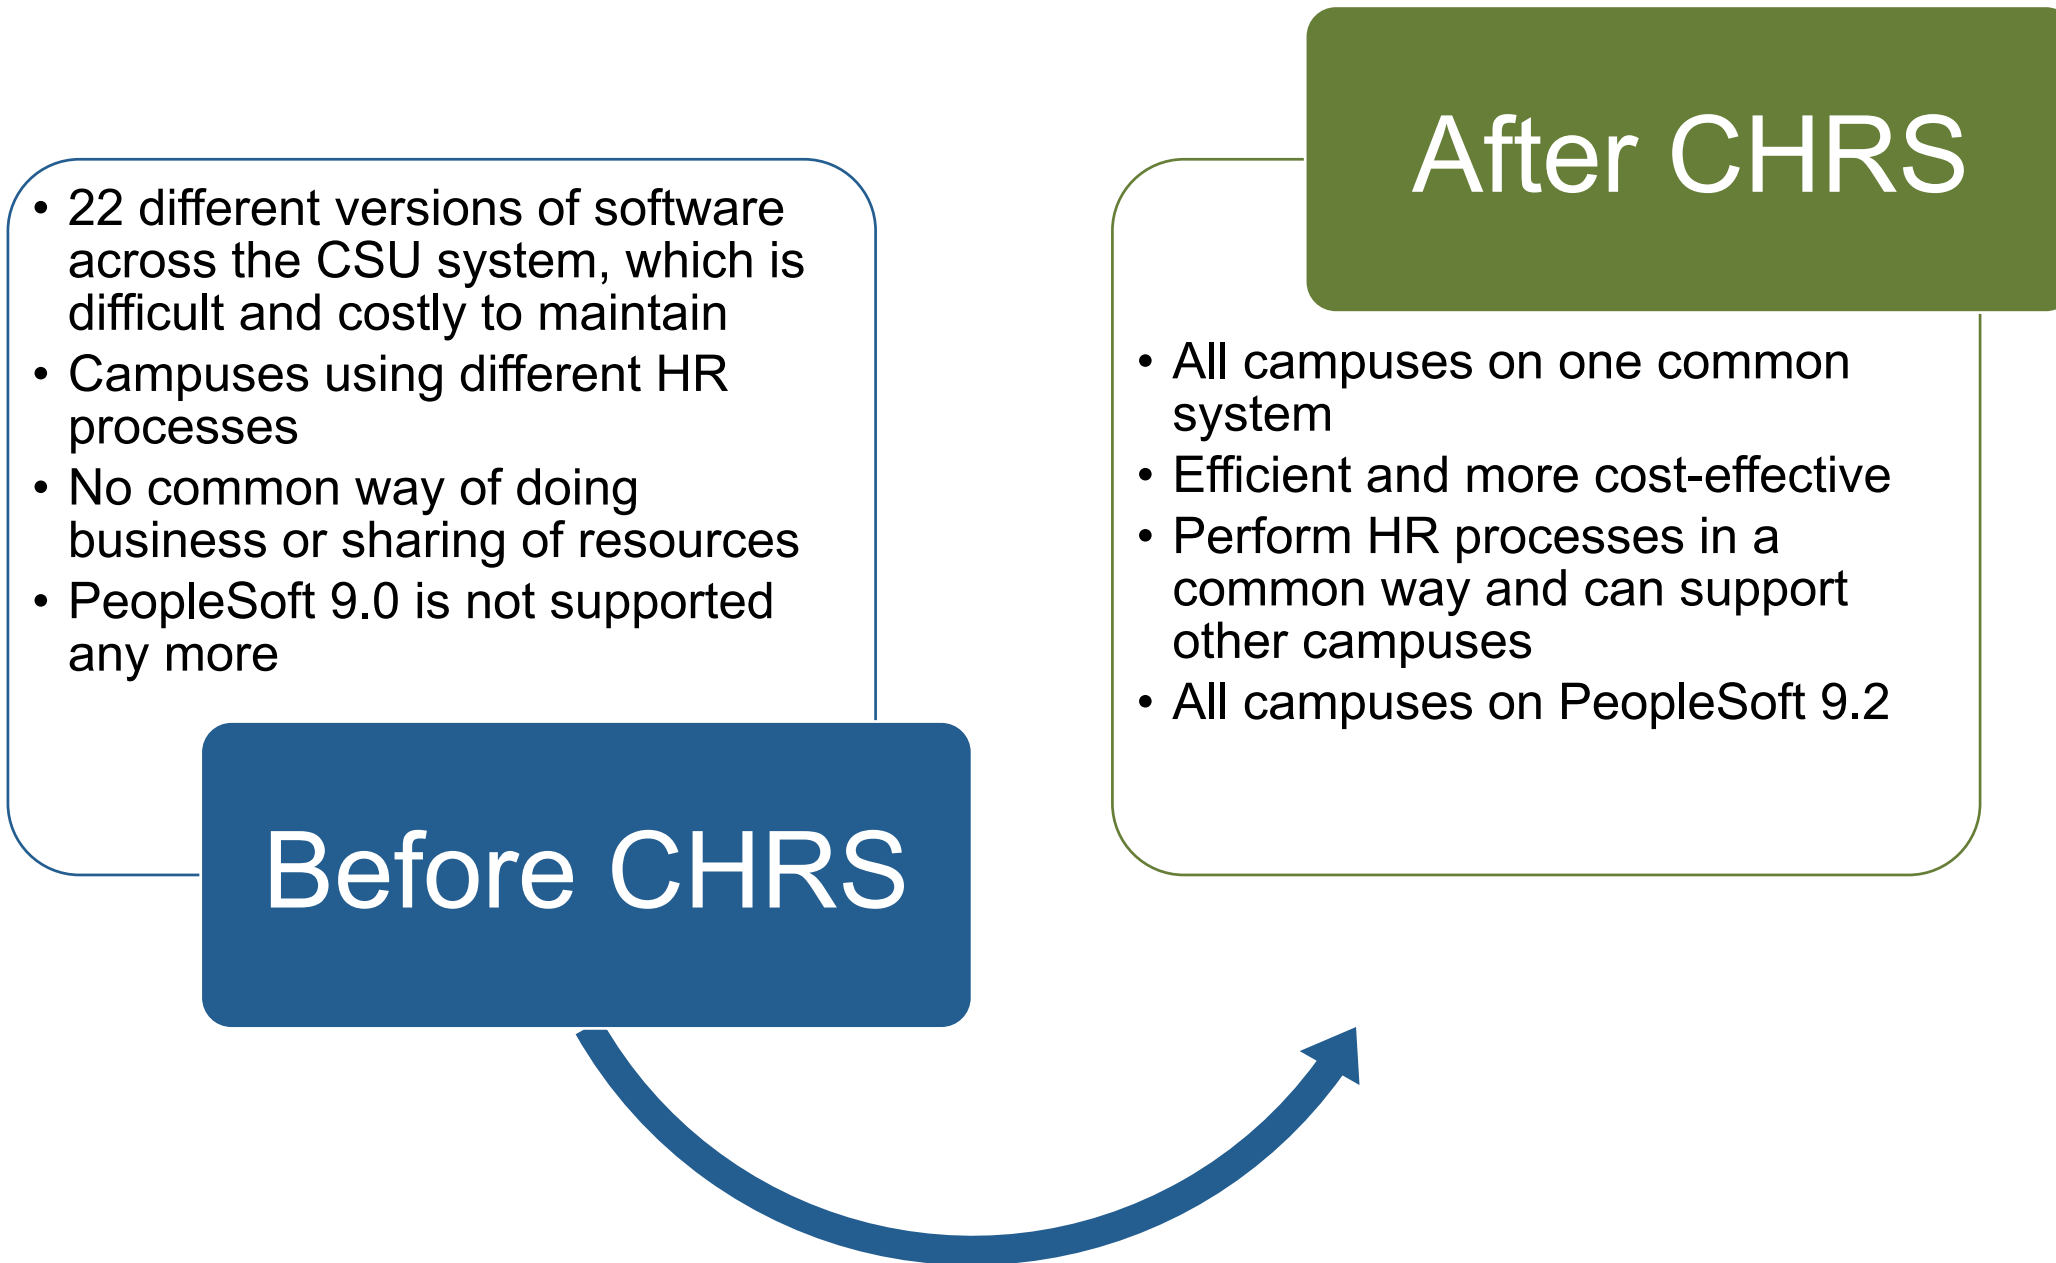 • 22 different versions of software
across the CSU system, which is
difficult and costly to maintain
• Campuses using different HR
processes
• No common way of doing
business or sharing of resources
• PeopleSoft 9.0 is not supported
any more
Before CHRS
After CHRS
• All campuses on one common
system
• Efficient and more cost-effective
• Perform HR processes in a
common way and can support
other campuses
• All campuses on PeopleSoft 9.2